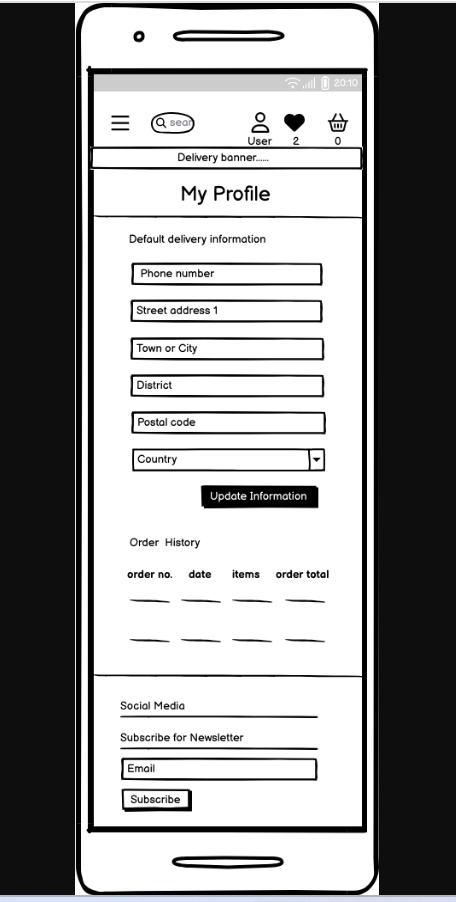 20:10
sear
User 2 0
Delivery banner......
My Profile
Default delivery information
Phone number
Street address 1
Town or City
District
Postal code
Country
Update Information
Order History
order no. date items order total
Social Media
Subscribe for Newsletter
Email
Subscribe